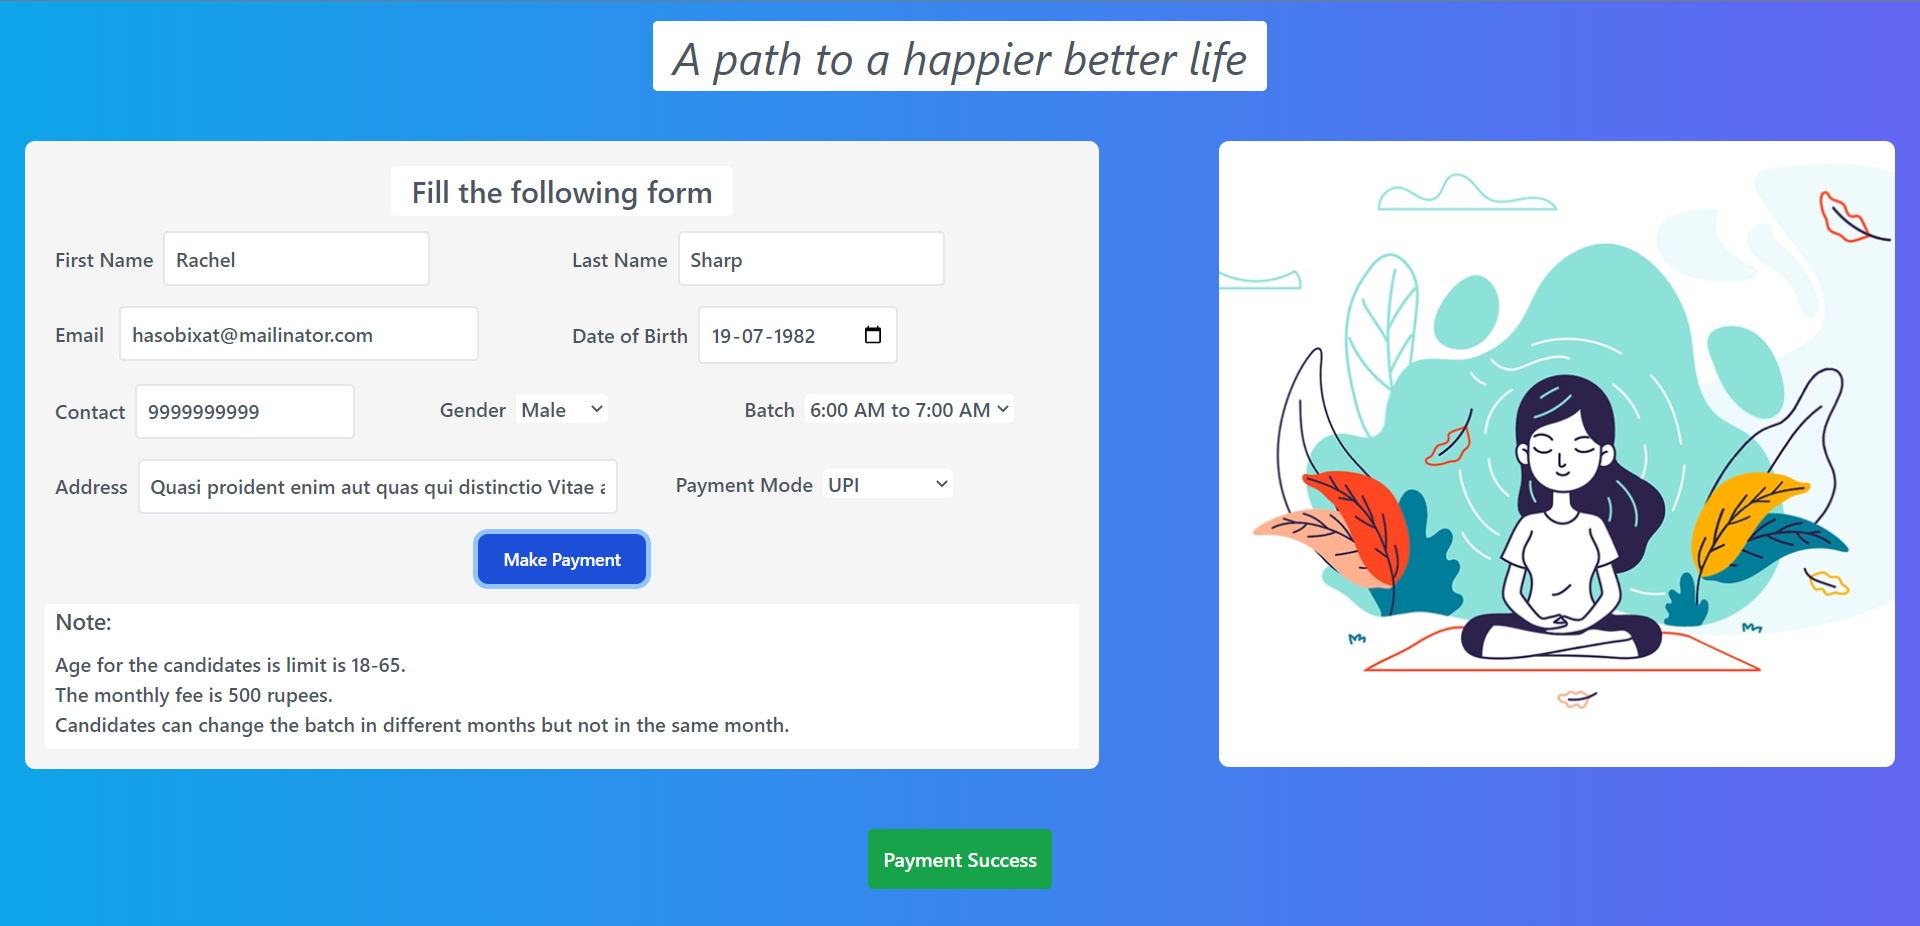 A path to a happier better life
Fill the following form
First Name Rachel Last Name Sharp
Email hasobixat@mailinator.com Date of Birth 19-07-1982
Contact 9999999999 Gender Male Batch 6:00 AM to 7:00 AM
Address Quasi proident enim aut quas qui distinctio Vitae Payment Mode UPI
Make Payment
Note:
Age for the candidates is limit is 18-65.
The monthly fee is 500 rupees.
Candidates can change the batch in different months but not in the same month.
Payment Success